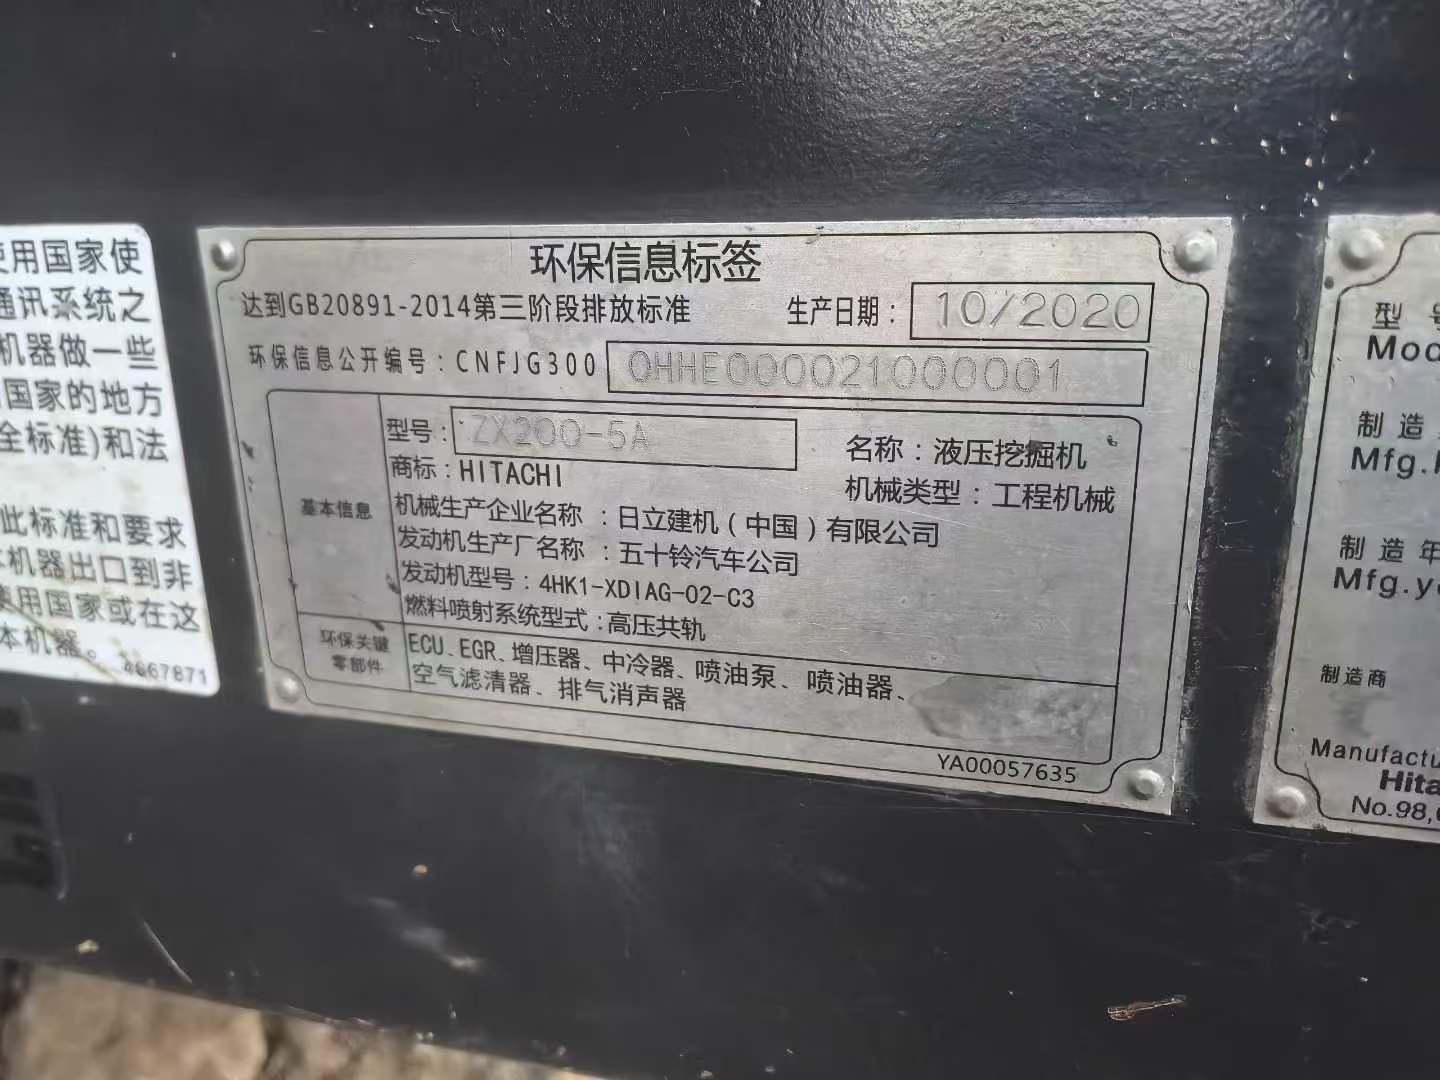 使用国家使
通讯系统之
机器做一些
国家的地方
全标准)和法
此标准和要求
机器出口到非
使用国家或在这
本机器。
4667871
环保信息标签
达到GB20891-2014第三阶段排放标准 生产日期：10/2020
环保信息公开编号：CNFJG300 0HHE000021000001
基本信息
型号：ZX200-5A 名称：液压挖掘机
商标：HITACHI 机械类型：工程机械
机械生产企业名称：日立建机（中国）有限公司
发动机生产厂名称：五十铃汽车公司
发动机型号：4HK1-XDIAG-02-C3
燃料喷射系统型式：高压共轨
环保关键
零部件
ECU、EGR、增压器、中冷器、喷油泵、喷油器、
空气滤清器、排气消声器
YA00057635
型号
Mod
制造
Mfg.
制造年
Mfg.ye
制造商
Manufactu
Hita
No.98,